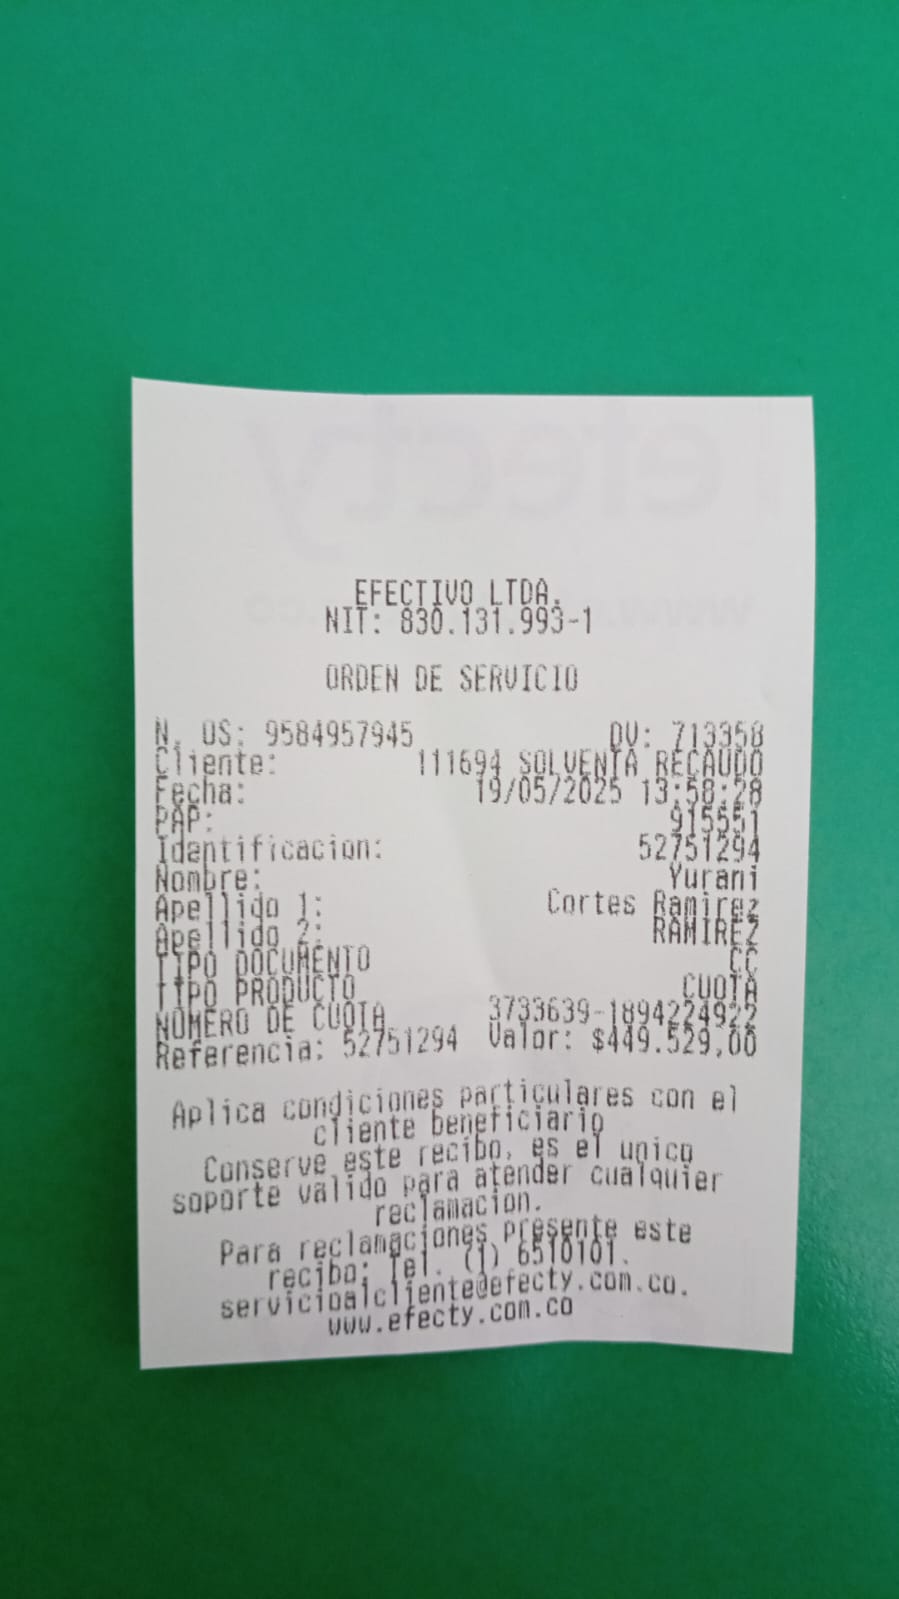 EFECTIVO LTDA.
NIT: 830.131.993-1
ORDEN DE SERVICIO
N. OS: 9584957945 DV: 713358
Cliente: 111694 SOLVENTA RECAUDO
Fecha: 19/05/2025 13:58:28
PAP: 915551
Identificacion: 52751294
Nombre: Yurani
Apellido 1: Cortes Ramirez
Apellido 2: RAMIREZ
TIPO DOCUMENTO CC
TIPO PRODUCTO CUOTA
NUMERO DE CUOTA 3733639-1894224922
Referencia: 52751294 Valor: $449.529,00
Aplica condiciones particulares con el
cliente beneficiario
Conserve este recibo, es el unico
soporte valido para atender cualquier
reclamacion.
Para reclamaciones presente este
recibo: Tel. (1) 6510101.
servicioalcliente@efecty.com.co.
www.efecty.com.co